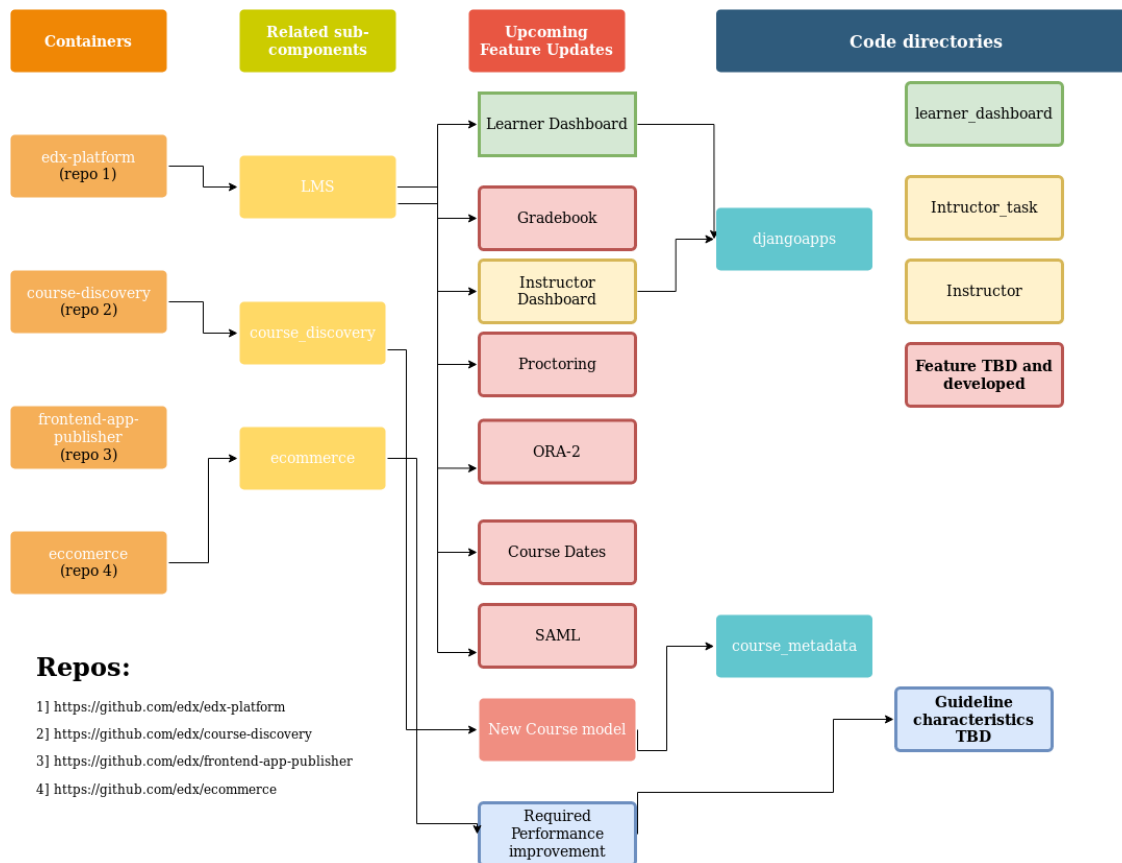 Containers
Related sub-
components
Upcoming
Feature Updates
Code directories
edx-platform
(repo 1)
LMS
Learner Dashboard
learner_dashboard
Gradebook
djangoapps
Intructor_task
course-discovery
(repo 2)
course_discovery
Instructor
Dashboard
Instructor
Proctoring
Feature TBD and
developed
frontend-app-
publisher
(repo 3)
ecommerce
ORA-2
eccomerce
(repo 4)
Course Dates
SAML
course_metadata
New Course model
Guideline
characteristics
TBD
Required
Performance
improvement
Repos:
1] https://github.com/edx/edx-platform
2] https://github.com/edx/course-discovery
3] https://github.com/edx/frontend-app-publisher
4] https://github.com/edx/ecommerce